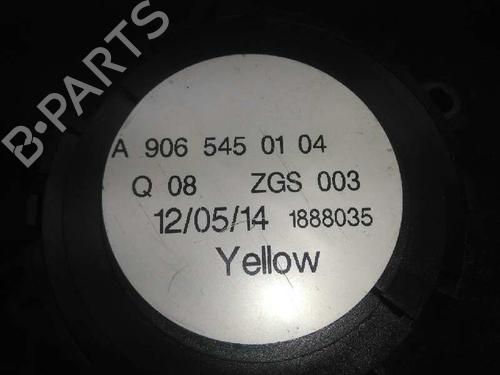 B-PARTS
A 906 545 01 04
Q 08 ZGS 003
12/05/14 1888035
Yellow